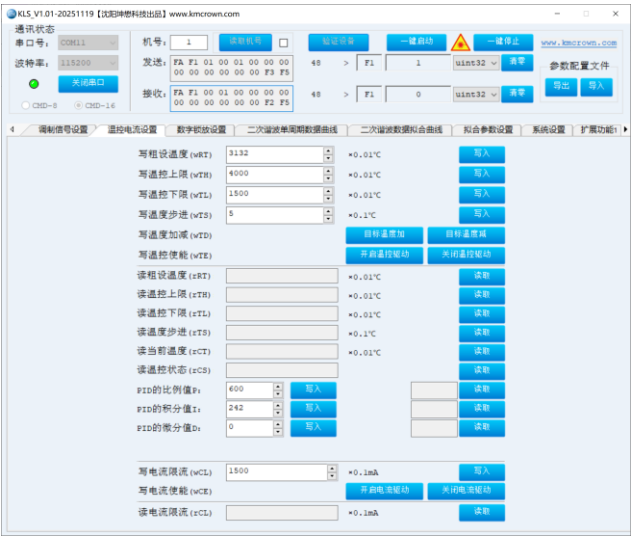 KLS_V1.01-20251119【沈阳坤懋科技出品】www.kmcrown.com
通讯状态
串口号: COM11 机号: 1 读取机号 验证设备 一键启动 一键停止 www.kmcrown.com
波特率: 115200 发送: FA F1 01 00 01 00 00 00 48 > F1 1 uint32 清零 参数配置文件
00 00 00 00 00 00 F3 F5
关闭串口 导出 导入
接收: FA F1 00 00 01 00 00 00 48 > F1 0 uint32 清零
CMD-8 CMD-16 00 00 00 00 00 00 F2 F5
调制信号设置 温控电流设置 数字锁放设置 二次谐波单周期数据曲线 二次谐波数据拟合曲线 拟合参数设置 系统设置 扩展功能1
写粗设温度(wRT) 3132 *0.01℃ 写入
写温控上限(wTH) 4000 *0.01℃ 写入
写温控下限(wTL) 1500 *0.01℃ 写入
写温度步进(wTS) 5 *0.1℃ 写入
写温度加减(wTD) 目标温度加 目标温度减
写温控使能(wTE) 开启温控驱动 关闭温控驱动
读粗设温度(rRT) *0.01℃ 读取
读温控上限(rTH) *0.01℃ 读取
读温控下限(rTL) *0.01℃ 读取
读温度步进(rTS) *0.1℃ 读取
读当前温度(rCT) *0.01℃ 读取
读温控状态(rCS) 读取
PID的比例值P: 600 写入 读取
PID的积分值I: 242 写入 读取
PID的微分值D: 0 写入 读取
写电流限流(wCL) 1500 *0.1mA 写入
写电流使能(wCE) 开启电流驱动 关闭电流驱动
读电流限流(rCL) *0.1mA 读取